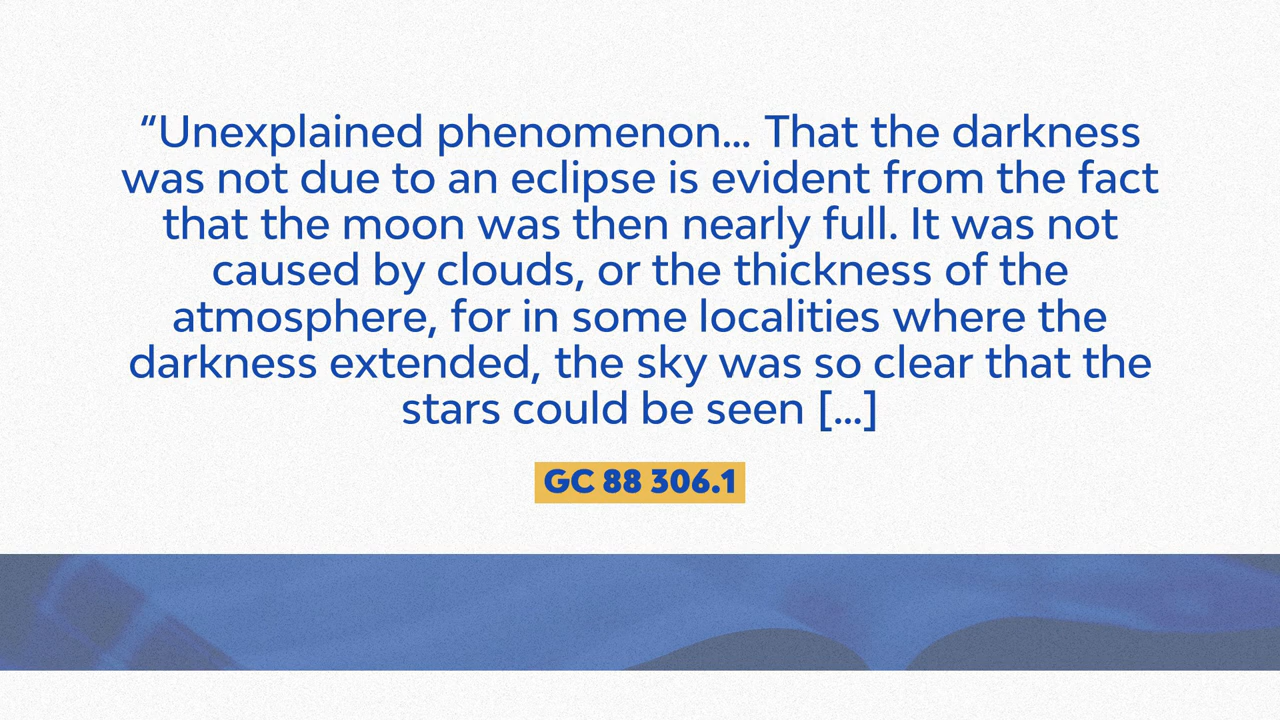 “Unexplained phenomenon... That the darkness
was not due to an eclipse is evident from the fact
that the moon was then nearly full. It was not
caused by clouds, or the thickness of the
atmosphere, for in some localities where the
darkness extended, the sky was so clear that the
stars could be seen [...]
GC 88 306.1